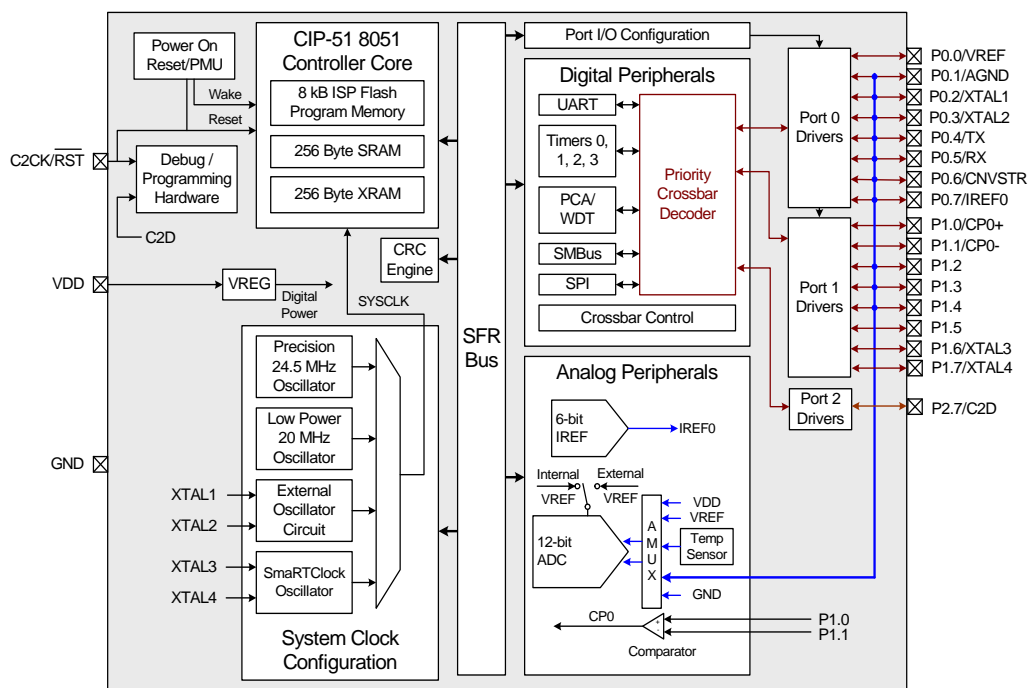 Power On
Reset/PMU
Wake
Reset
C2CK/RST
Debug /
Programming
Hardware
C2D
VDD
VREG
Digital
Power
GND
CIP-51 8051
Controller Core
8 kB ISP Flash
Program Memory
256 Byte SRAM
256 Byte XRAM
CRC
Engine
SYSCLK
Precision
24.5 MHz
Oscillator
Low Power
20 MHz
Oscillator
XTAL1
XTAL2
External
Oscillator
Circuit
XTAL3
XTAL4
SmaRTClock
Oscillator
System Clock
Configuration
SFR
Bus
Port I/O Configuration
Digital Peripherals
UART
Timers 0,
1, 2, 3
PCA/
WDT
SMBus
SPI
Priority
Crossbar
Decoder
Crossbar Control
Analog Peripherals
6-bit
IREF
IREF0
Internal
External
VREF
VREF
12-bit
ADC
A
M
U
X
VDD
VREF
Temp
Sensor
GND
CP0
+
-
Comparator
P1.0
P1.1
Port 0
Drivers
Port 1
Drivers
Port 2
Drivers
P0.0/VREF
P0.1/AGND
P0.2/XTAL1
P0.3/XTAL2
P0.4/TX
P0.5/RX
P0.6/CNVSTR
P0.7/IREF0
P1.0/CP0+
P1.1/CP0-
P1.2
P1.3
P1.4
P1.5
P1.6/XTAL3
P1.7/XTAL4
P2.7/C2D